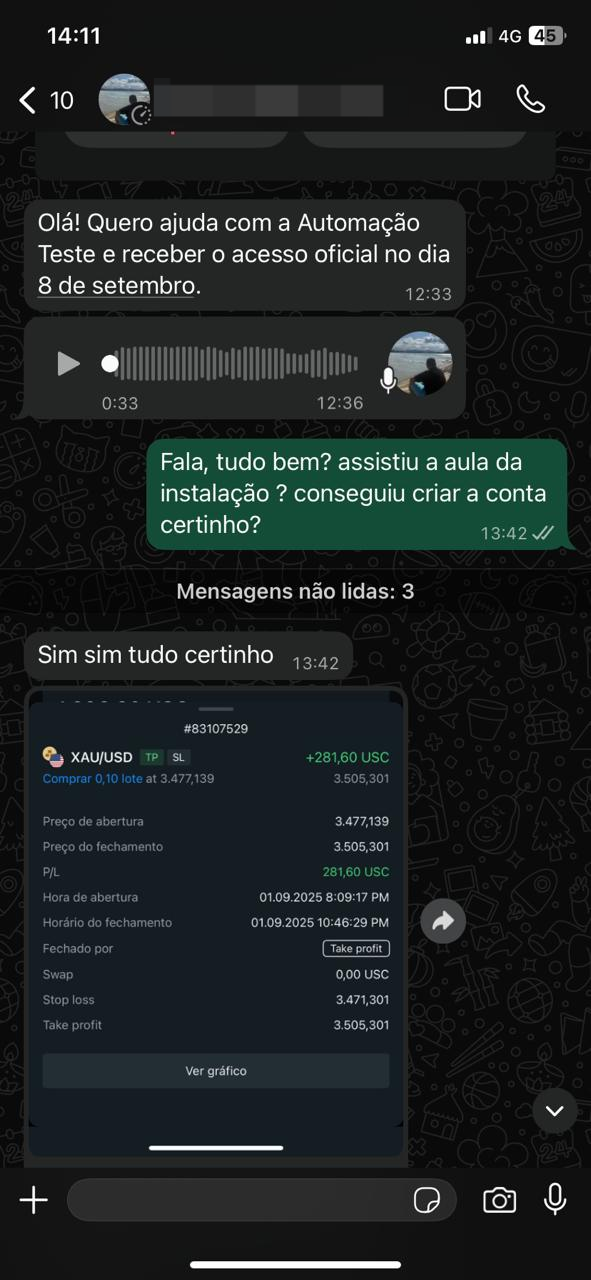 14:11
4G 45
10
Olá! Quero ajuda com a Automação
Teste e receber o acesso oficial no dia
8 de setembro.
12:33
0:33 12:36
Fala, tudo bem? assistiu a aula da
instalação ? conseguiu criar a conta
certinho?
13:42
Mensagens não lidas: 3
Sim sim tudo certinho 13:42
#83107529
XAU/USD TP SL +281,60 USC
Comprar 0,10 lote at 3.477,139 3.505,301
Preço de abertura 3.477,139
Preço do fechamento 3.505,301
P/L 281,60 USC
Hora de abertura 01.09.2025 8:09:17 PM
Horário do fechamento 01.09.2025 10:46:29 PM
Fechado por Take profit
Swap 0,00 USC
Stop loss 3.471,301
Take profit 3.505,301
Ver gráfico